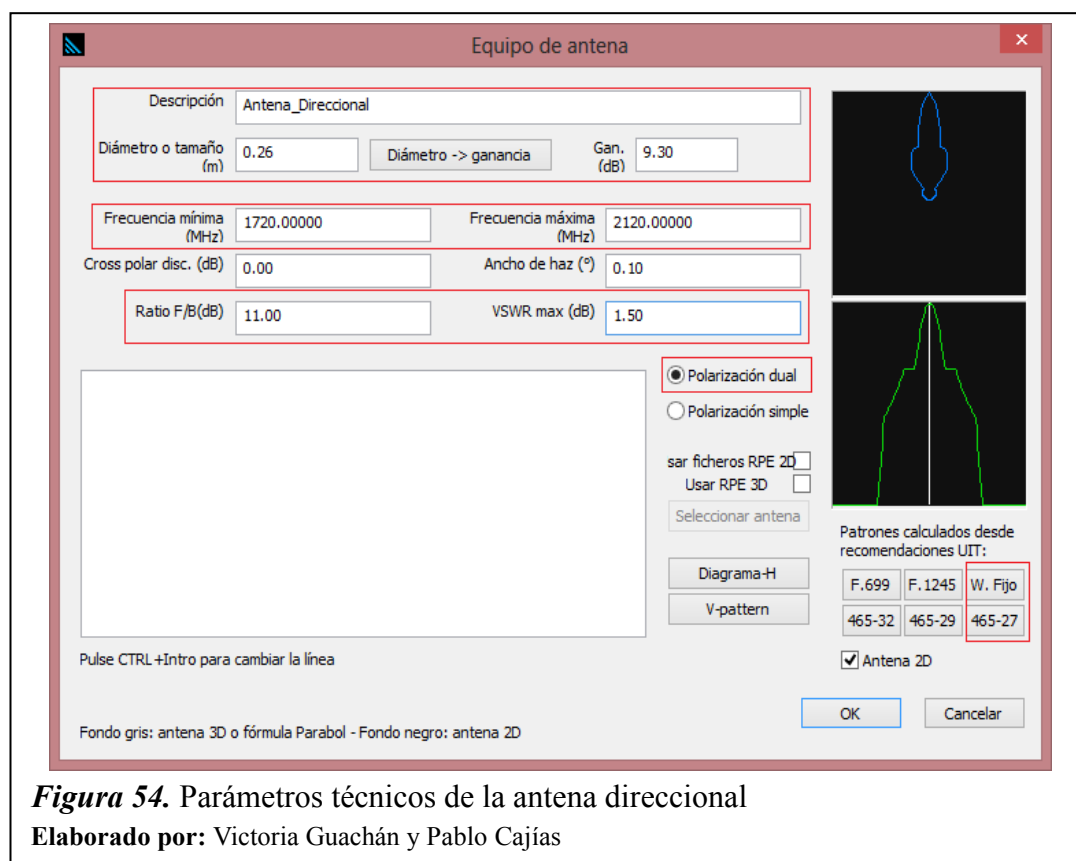 Equipo de antena
Descripción Antena_Direccional
Diámetro o tamaño (m) 0.26 Diámetro -> ganancia Gan. (dB) 9.30
Frecuencia mínima (MHz) 1720.00000 Frecuencia máxima (MHz) 2120.00000
Cross polar disc. (dB) 0.00 Ancho de haz (º) 0.10
Ratio F/B(dB) 11.00 VSWR max (dB) 1.50
Polarización dual
Polarización simple
sar ficheros RPE 2D
Usar RPE 3D
Seleccionar antena
Diagrama-H
V-pattern
Patrones calculados desde
recomendaciones UIT:
F.699 F.1245 W. Fijo
465-32 465-29 465-27
Antena 2D
Pulse CTRL+Intro para cambiar la línea
OK Cancelar
Fondo gris: antena 3D o fórmula Parabol - Fondo negro: antena 2D
Figura 54. Parámetros técnicos de la antena direccional
Elaborado por: Victoria Guachán y Pablo Cajías